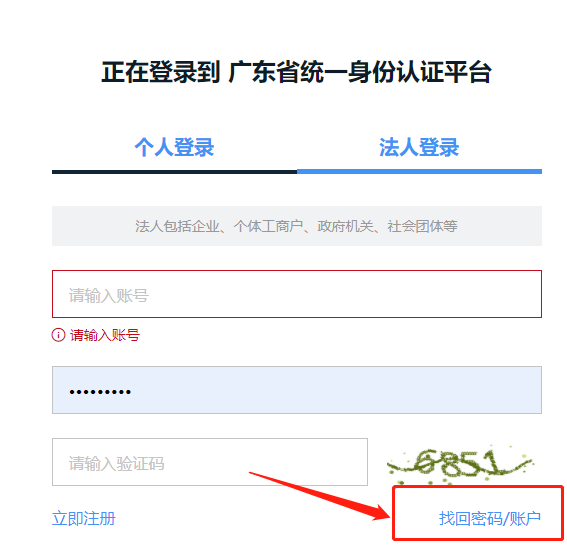 正在登录到 广东省统一身份认证平台
个人登录 法人登录
法人包括企业、个体工商户、政府机关、社会团体等
请输入账号
请输入账号
•••••••••
请输入验证码 6851
立即注册 找回密码/账户